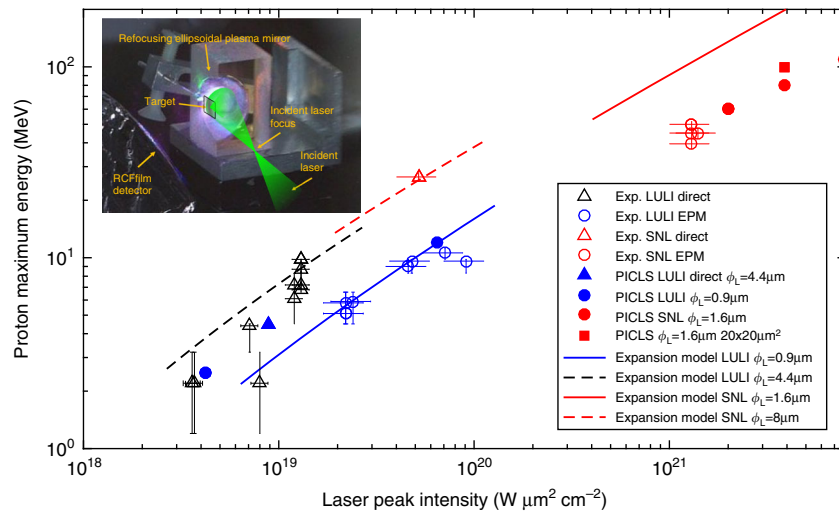 Refocusing ellipsoidal plasma mirror
Target
Incident laser
focus
Incident
laser
RCFfilm
detector
Proton maximum energy (MeV)
10²
10¹
10⁰
10¹⁸
10¹⁹
10²⁰
10²¹
Laser peak intensity (W μm² cm⁻²)
Exp. LULI direct
Exp. LULI EPM
Exp. SNL direct
Exp. SNL EPM
PICLS LULI direct ϕL=4.4μm
PICLS LULI ϕL=0.9μm
PICLS SNL ϕL=1.6μm
PICLS ϕL=1.6μm 20x20μm²
Expansion model LULI ϕL=0.9μm
Expansion model LULI ϕL=4.4μm
Expansion model SNL ϕL=1.6μm
Expansion model SNL ϕL=8μm